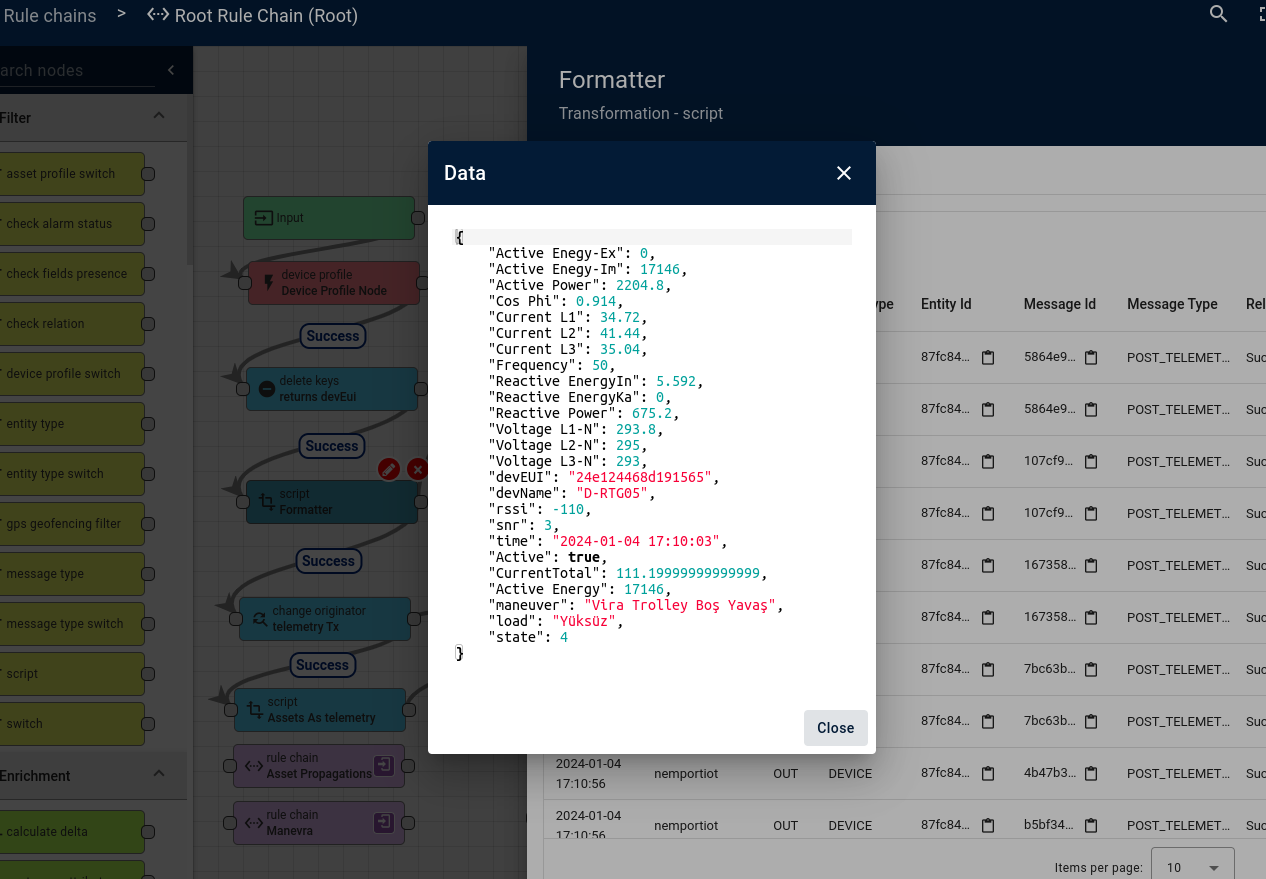 Rule chains > Root Rule Chain (Root)
arch nodes
Filter
asset profile switch
check alarm status
check fields presence
check relation
device profile switch
entity type
entity type switch
gps geofencing filter
message type
message type switch
script
switch
Enrichment
calculate delta
Input
device profile
Device Profile Node
Success
delete keys
returns devEui
Success
script
Formatter
Success
change originator
telemetry Tx
Success
script
Assets As telemetry
rule chain
Asset Propagations
rule chain
Manevra
Formatter
Transformation - script
Data
{
"Active Enegy-Ex": 0,
"Active Enegy-Im": 17146,
"Active Power": 2204.8,
"Cos Phi": 0.914,
"Current L1": 34.72,
"Current L2": 41.44,
"Current L3": 35.04,
"Frequency": 50,
"Reactive EnergyIn": 5.592,
"Reactive EnergyKa": 0,
"Reactive Power": 675.2,
"Voltage L1-N": 293.8,
"Voltage L2-N": 295,
"Voltage L3-N": 293,
"devEUI": "24e124468d191565",
"devName": "D-RTG05",
"rssi": -110,
"snr": 3,
"time": "2024-01-04 17:10:03",
"Active": true,
"CurrentTotal": 111.19999999999999,
"Active Energy": 17146,
"maneuver": "Vira Trolley Boş Yavaş",
"load": "Yüksüz",
"state": 4
}
Close
ype Entity Id Message Id Message Type Rel
87fc84... 5864e9... POST_TELEMET... Suc
87fc84... 5864e9... POST_TELEMET... Suc
87fc84... 107cf9... POST_TELEMET... Suc
87fc84... 107cf9... POST_TELEMET... Suc
87fc84... 167358... POST_TELEMET... Suc
87fc84... 167358... POST_TELEMET... Suc
87fc84... 7bc63b... POST_TELEMET... Suc
87fc84... 7bc63b... POST_TELEMET... Suc
2024-01-04
17:10:56 nemportiot OUT DEVICE 87fc84... 4b47b3... POST_TELEMET... Suc
2024-01-04
17:10:56 nemportiot OUT DEVICE 87fc84... b5bf34... POST_TELEMET... Suc
Items per page: 10